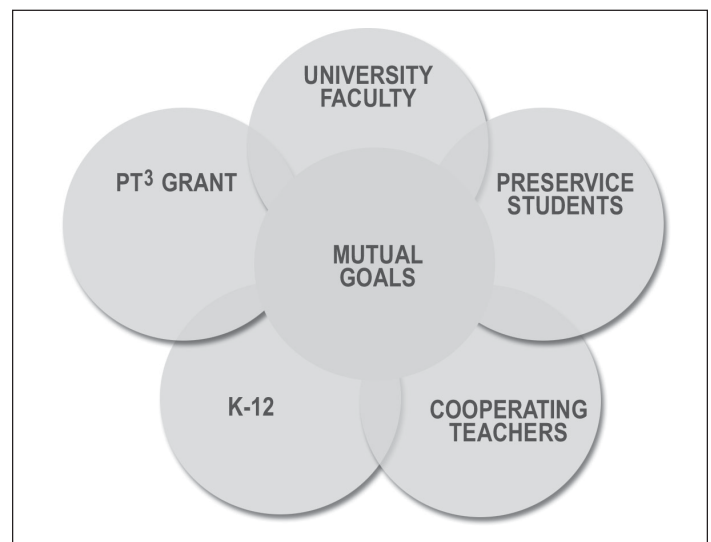 UNIVERSITY
FACULTY
PT³ GRANT
PRESERVICE
STUDENTS
MUTUAL
GOALS
K-12
COOPERATING
TEACHERS